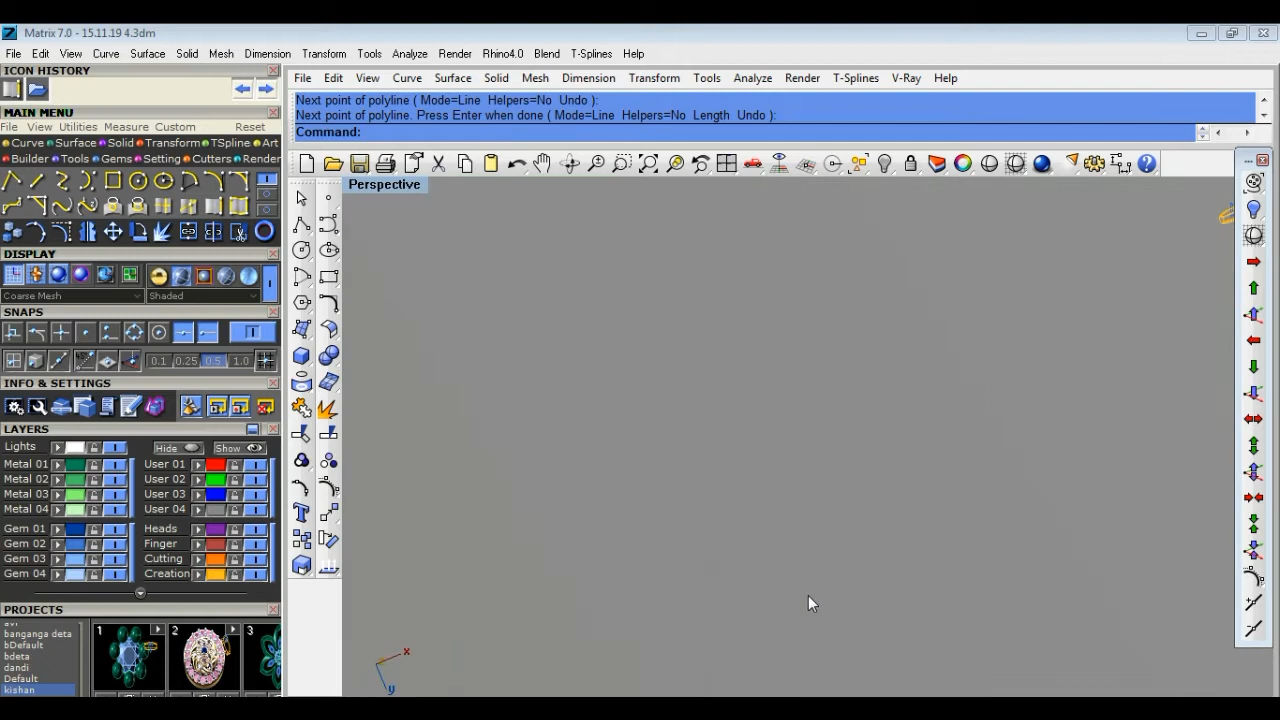 Matrix 7.0 - 15.11.19 4.3dm
File Edit View Curve Surface Solid Mesh Dimension Transform Tools Analyze Render Rhino4.0 Blend T-Splines Help
ICON HISTORY
MAIN MENU
File View Utilities Measure Custom Reset
Curve Surface Solid Transform TSpline Art
Builder Tools Gems Setting Cutters Render
DISPLAY
Coarse Mesh Shaded
SNAPS
0.1 0.25 0.5 1.0
INFO & SETTINGS
LAYERS
Lights Hide Show
Metal 01 User 01
Metal 02 User 02
Metal 03 User 03
Metal 04 User 04
Gem 01 Heads
Gem 02 Finger
Gem 03 Cutting
Gem 04 Creation
PROJECTS
banganga deta
bDefault
bdeta
dandi
Default
kishan
1 2 3
File Edit View Curve Surface Solid Mesh Dimension Transform Tools Analyze Render T-Splines V-Ray Help
Next point of polyline ( Mode=Line Helpers=No Undo ):
Next point of polyline. Press Enter when done ( Mode=Line Helpers=No Length Undo ):
Command:
Perspective
x
y